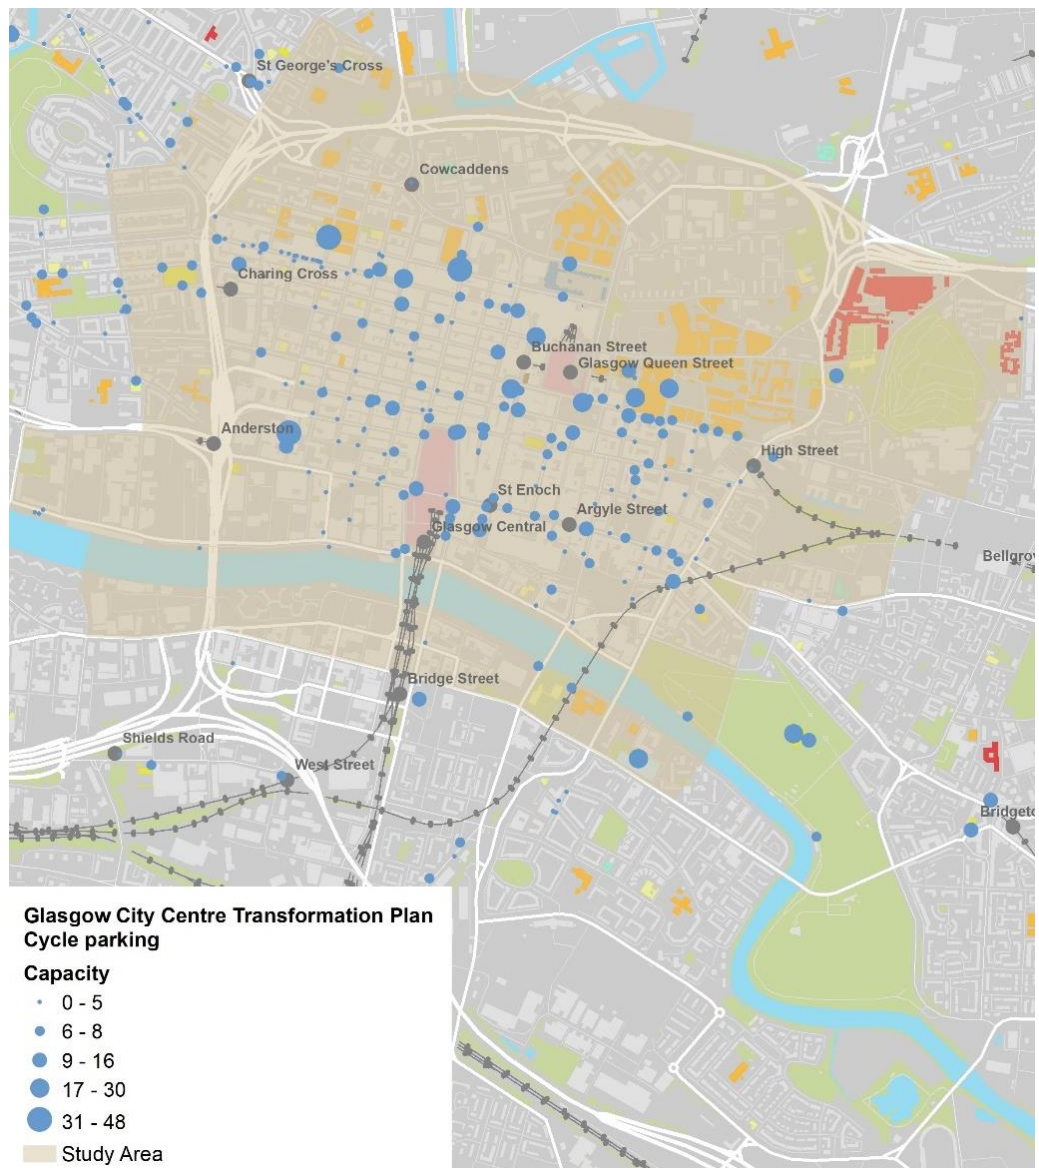 St George's Cross
Cowcaddens
Charing Cross
Buchanan Street
Glasgow Queen Street
Anderston
High Street
St Enoch
Argyle Street
Glasgow Central
Bellgro
Bridge Street
Shields Road
West Street
Bridgeto
Glasgow City Centre Transformation Plan
Cycle parking
Capacity
0 - 5
6 - 8
9 - 16
17 - 30
31 - 48
Study Area